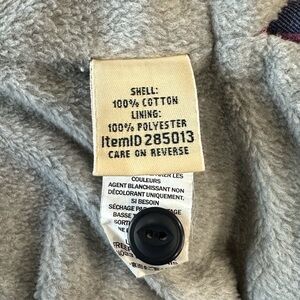 SHELL:
100% COTTON
LINING:
100% POLYESTER
ItemID 285013
CARE ON REVERSE
COULEURS
AGENT BLANCHISSANT NON
DÉCOLORANT UNIQUEMENT,
SI BESOIN
SÉCHAGE PAR
BASSE